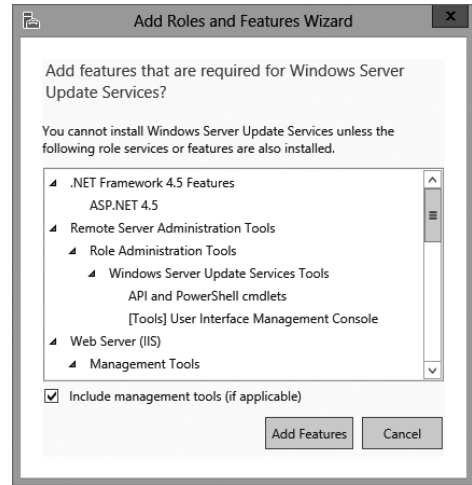 Add Roles and Features Wizard
x
Add features that are required for Windows Server
Update Services?
You cannot install Windows Server Update Services unless the
following role services or features are also installed.
.NET Framework 4.5 Features
ASP.NET 4.5
Remote Server Administration Tools
Role Administration Tools
Windows Server Update Services Tools
API and PowerShell cmdlets
[Tools] User Interface Management Console
Web Server (IIS)
Management Tools
Include management tools (if applicable)
Add Features
Cancel